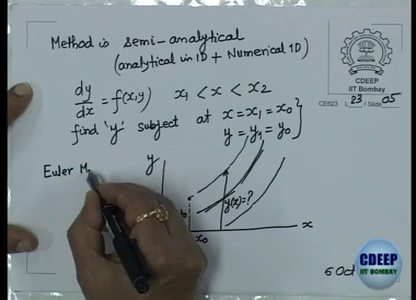 Method is semi-analytical
(analytical in 1D + Numerical 1D)
dy/dx = f(x,y)   x₁ < x < x₂
find 'y' subject at x = x₁ = x₀
y = y₁ = y₀
Euler M
y
y(x)=?
x₀
x
CDEEP
IIT Bombay
CE623 L 23 / Slide 05
CDEEP
IIT BOMBAY
6 Oct